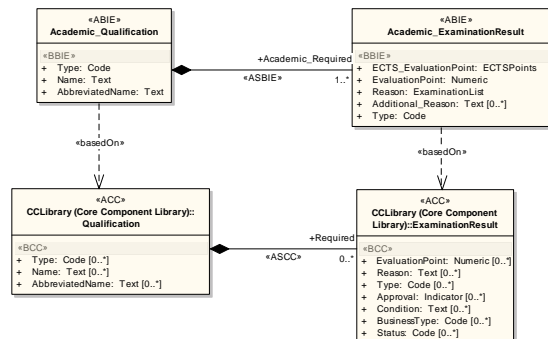 «ABIE»
Academic_Qualification
«BBIE»
+ Type: Code
+ Name: Text
+ AbbreviatedName: Text
+Academic_Required
«ASBIE»
1..*
«ABIE»
Academic_ExaminationResult
«BBIE»
+ ECTS_EvaluationPoint: ECTSPoints
+ EvaluationPoint: Numeric
+ Reason: ExaminationList
+ Additional_Reason: Text [0..*]
+ Type: Code
«basedOn»
«basedOn»
«ACC»
CCLibrary (Core Component Library)::
Qualification
«BCC»
+ Type: Code [0..*]
+ Name: Text [0..*]
+ AbbreviatedName: Text [0..*]
+Required
«ASCC»
0..*
«ACC»
CCLibrary (Core Component
Library)::ExaminationResult
«BCC»
+ EvaluationPoint: Numeric [0..*]
+ Reason: Text [0..*]
+ Type: Code [0..*]
+ Approval: Indicator [0..*]
+ Condition: Text [0..*]
+ BusinessType: Code [0..*]
+ Status: Code [0..*]